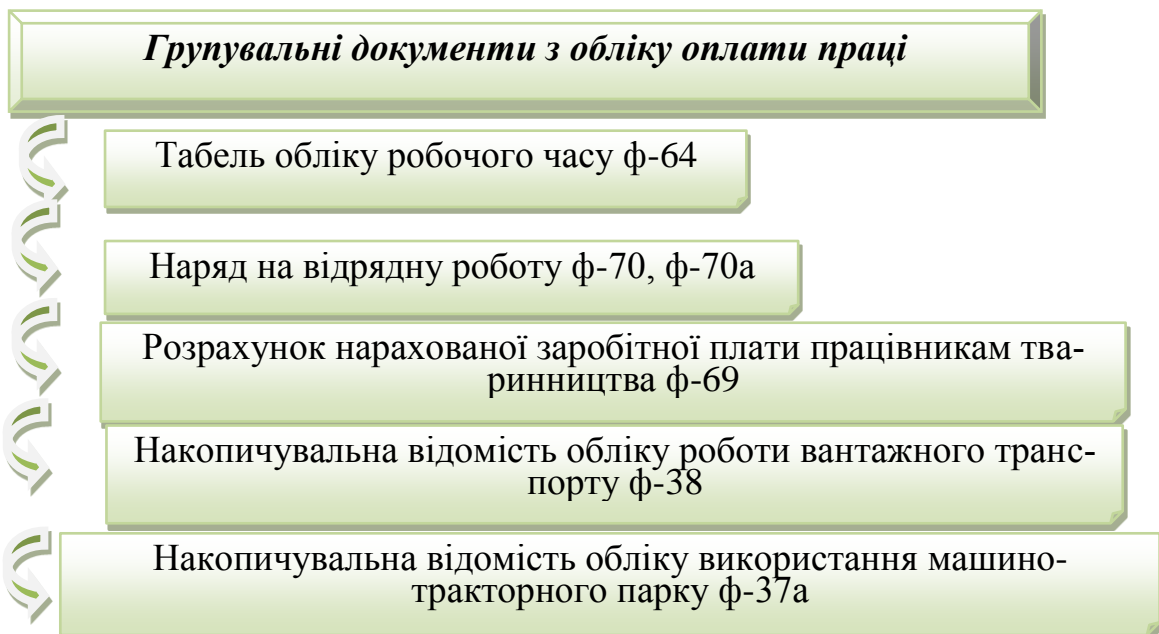 Групувальні документи з обліку оплати праці
Табель обліку робочого часу ф-64
Наряд на відрядну роботу ф-70, ф-70а
Розрахунок нарахованої заробітної плати працівникам тва-
ринництва ф-69
Накопичувальна відомість обліку роботи вантажного транс-
порту ф-38
Накопичувальна відомість обліку використання машино-
тракторного парку ф-37а